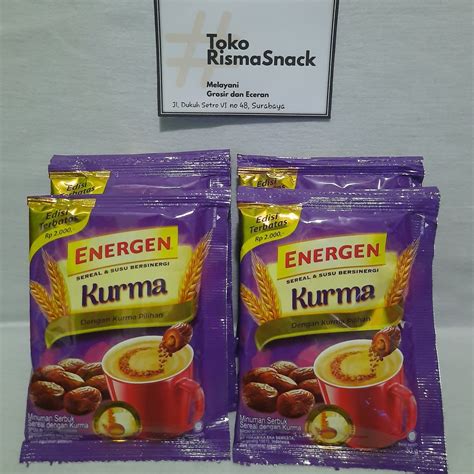 #Toko
RismaSnack
Melayani
Grosir dan Eceran
Jl. Dukuh Setro VI no 48, Surabaya
Edisi
Terbatas
Edisi
Terbatas
Edisi
Terbatas
Rp 2.000,-
ENERGEN
SEREAL & SUSU BERSINERGI
Kurma
Dengan Kurma Pilihan
Minuman Serbuk
Sereal dengan Kurma
Edisi
Terbatas
Rp 2.000,-
ENERGEN
SEREAL & SUSU BERSINERGI
Kurma
Dengan Kurma Pilihan
Minuman Serbuk
Sereal dengan Kurma